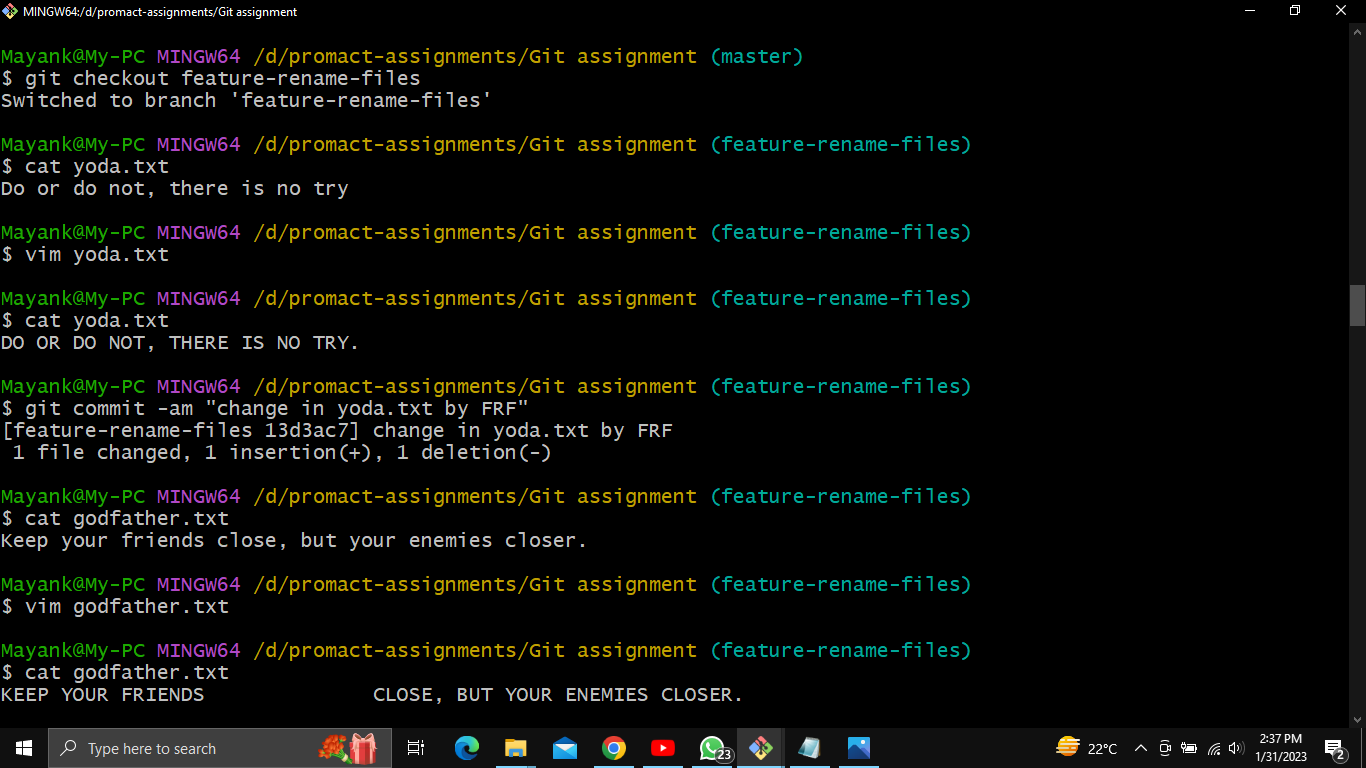 MINGW64:/d/promact-assignments/Git assignment
Mayank@My-PC MINGW64 /d/promact-assignments/Git assignment (master)
$ git checkout feature-rename-files
Switched to branch 'feature-rename-files'
Mayank@My-PC MINGW64 /d/promact-assignments/Git assignment (feature-rename-files)
$ cat yoda.txt
Do or do not, there is no try
Mayank@My-PC MINGW64 /d/promact-assignments/Git assignment (feature-rename-files)
$ vim yoda.txt
Mayank@My-PC MINGW64 /d/promact-assignments/Git assignment (feature-rename-files)
$ cat yoda.txt
DO OR DO NOT, THERE IS NO TRY.
Mayank@My-PC MINGW64 /d/promact-assignments/Git assignment (feature-rename-files)
$ git commit -am "change in yoda.txt by FRF"
[feature-rename-files 13d3ac7] change in yoda.txt by FRF
 1 file changed, 1 insertion(+), 1 deletion(-)
Mayank@My-PC MINGW64 /d/promact-assignments/Git assignment (feature-rename-files)
$ cat godfather.txt
Keep your friends close, but your enemies closer.
Mayank@My-PC MINGW64 /d/promact-assignments/Git assignment (feature-rename-files)
$ vim godfather.txt
Mayank@My-PC MINGW64 /d/promact-assignments/Git assignment (feature-rename-files)
$ cat godfather.txt
KEEP YOUR FRIENDS              CLOSE, BUT YOUR ENEMIES CLOSER.
Type here to search
23
22°C
2:37 PM
1/31/2023
2